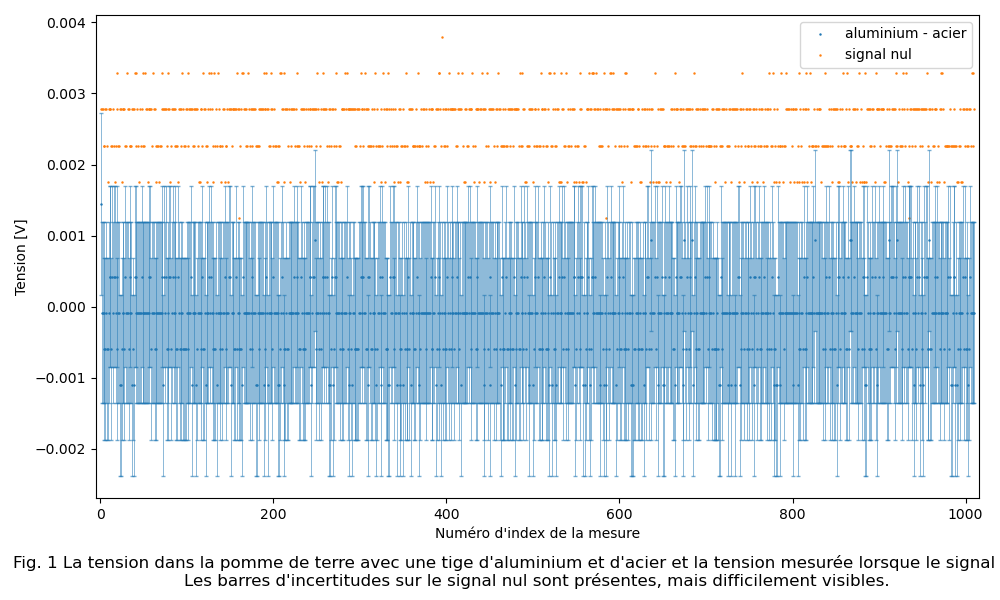 0.004
0.003
0.002
0.001
0.000
−0.001
−0.002
Tension [V]
aluminium - acier
signal nul
0
200
400
600
800
1000
Numéro d'index de la mesure
Fig. 1 La tension dans la pomme de terre avec une tige d'aluminium et d'acier et la tension mesurée lorsque le signal
Les barres d'incertitudes sur le signal nul sont présentes, mais difficilement visibles.